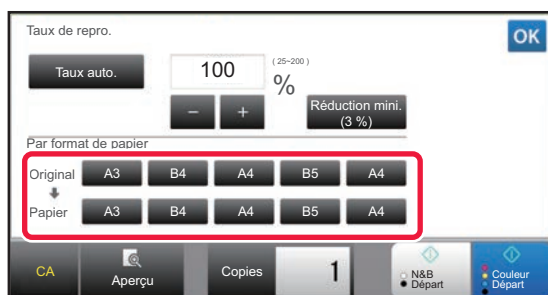 Taux de repro.
OK
Taux auto.
100
( 25~200 )
%
− +
Réduction mini.
(3 %)
Par format de papier
Original A3 B4 A4 B5 A4
Papier A3 B4 A4 B5 A4
CA
Aperçu
Copies
1
N&B
Départ
Couleur
Départ